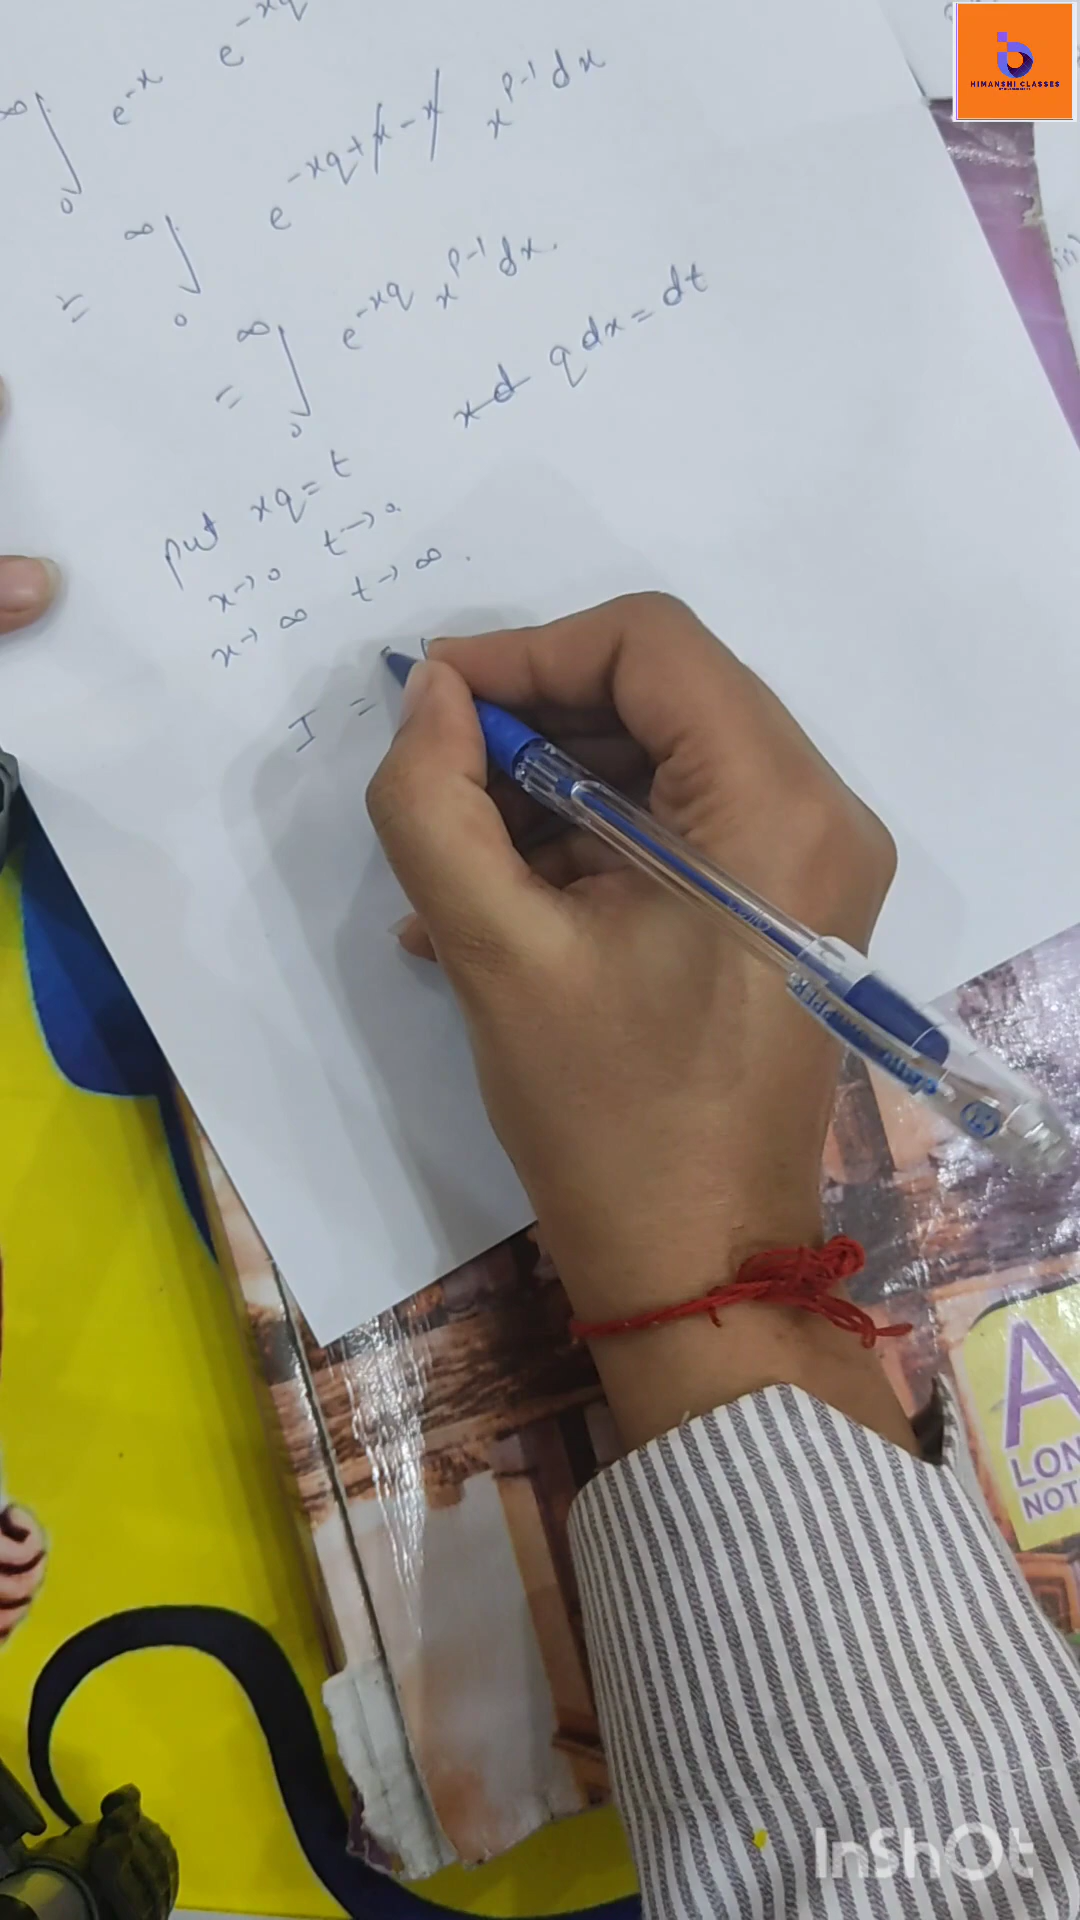 ∞∫0 e^-x e^-xq
= ∞∫0 e^-xq+x-x x^p-1 dx
= ∞∫0 e^-xq x^p-1 dx.
put xq = t xd q dx = dt
x→0 t→0
x→∞ t→∞.
I =
HIMANSHI CLASSES
A
LON
NOT
InShOt